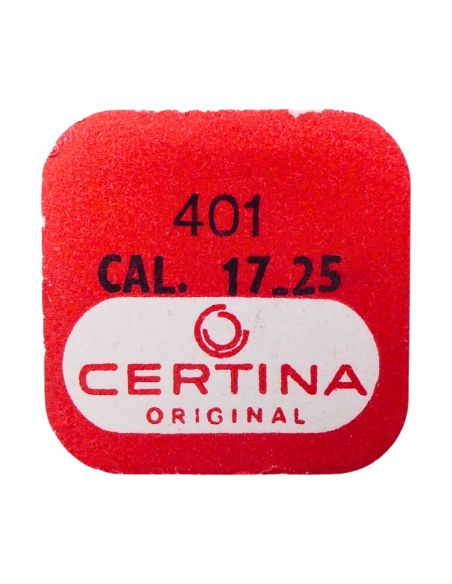 401
CAL. 17-25
CERTINA
ORIGINAL